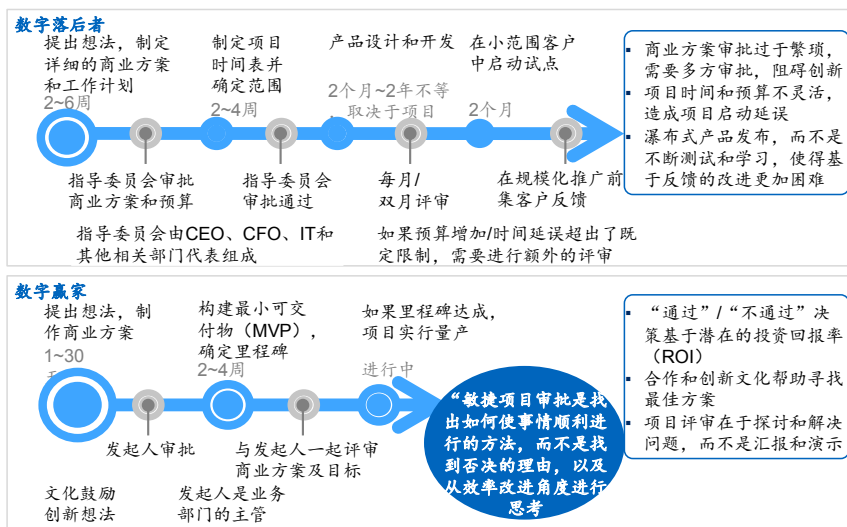 数字落后者
提出想法，制定
详细的商业方案
和工作计划
2~6周
制定项目
时间表并
确定范围
2~4周
产品设计和开发
2个月~2年不等
取决于项目
在小范围客户
中启动试点
2个月
指导委员会审批
商业方案和预算
指导委员会
审批通过
每月/
双月评审
在规模化推广前
集客户反馈
指导委员会由CEO、CFO、IT和
其他相关部门代表组成
如果预算增加/时间延误超出了既
定限制，需要进行额外的评审
商业方案审批过于繁琐，
需要多方审批，阻碍创新
项目时间和预算不灵活，
造成项目启动延误
瀑布式产品发布，而不是
不断测试和学习，使得基
于反馈的改进更加困难
数字赢家
提出想法，制
作商业方案
1~30
构建最小可交
付物（MVP），
确定里程碑
2~4周
如果里程碑达成，
项目实行量产
进行中
发起人审批
与发起人一起评审
商业方案及目标
文化鼓励
创新想法
发起人是业务
部门的主管
“敏捷项目审批是找
出如何使事情顺利进
行的方法，而不是找
到否决的理由，以及
从效率改进角度进行
思考
“通过”/“不通过”决
策基于潜在的投资回报率
（ROI）
合作和创新文化帮助寻找
最佳方案
项目评审在于探讨和解决
问题，而不是汇报和演示